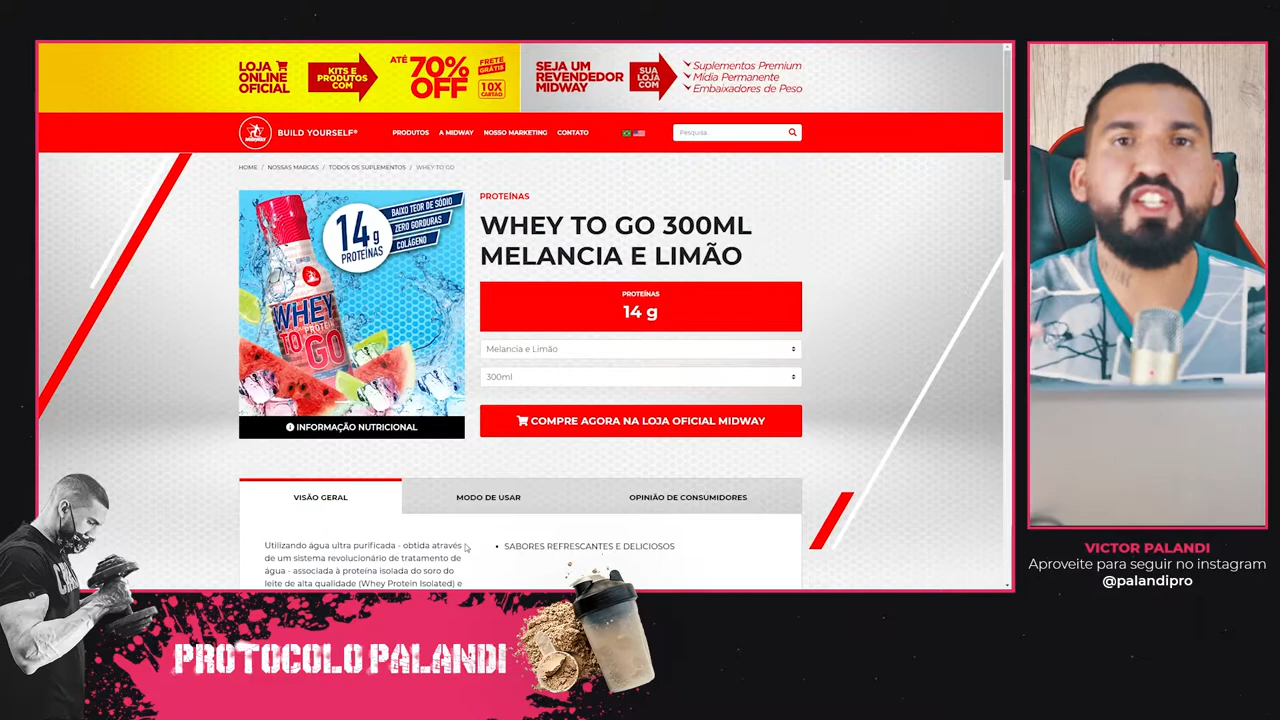 LOJA
ONLINE
OFICIAL
KITS E
PRODUTOS
COM
ATÉ
70%
OFF
FRETE
GRÁTIS
10X
CARTÃO
SEJA UM
REVENDEDOR
MIDWAY
SUA
LOJA
COM
Suplementos Premium
Mídia Permanente
Embaixadores de Peso
MIDWAY
BUILD YOURSELF®
PRODUTOS
A MIDWAY
NOSSO MARKETING
CONTATO
Pesquisa...
HOME / NOSSAS MARCAS / TODOS OS SUPLEMENTOS / WHEY TO GO
14g
PROTEÍNAS
BAIXO TEOR DE SÓDIO
ZERO GORDURAS
COLÁGENO
WHEY
PROTEIN
TO
GO
INFORMAÇÃO NUTRICIONAL
PROTEÍNAS
WHEY TO GO 300ML
MELANCIA E LIMÃO
PROTEÍNAS
14 g
Melancia e Limão
300ml
COMPRE AGORA NA LOJA OFICIAL MIDWAY
VISÃO GERAL
MODO DE USAR
OPINIÃO DE CONSUMIDORES
Utilizando água ultra purificada - obtida através
de um sistema revolucionário de tratamento de
água - associada à proteína isolada do soro do
leite de alta qualidade (Whey Protein Isolated) e
• SABORES REFRESCANTES E DELICIOSOS
VICTOR PALANDI
Aproveite para seguir no instagram
@palandipro
PROTOCOLO PALANDI